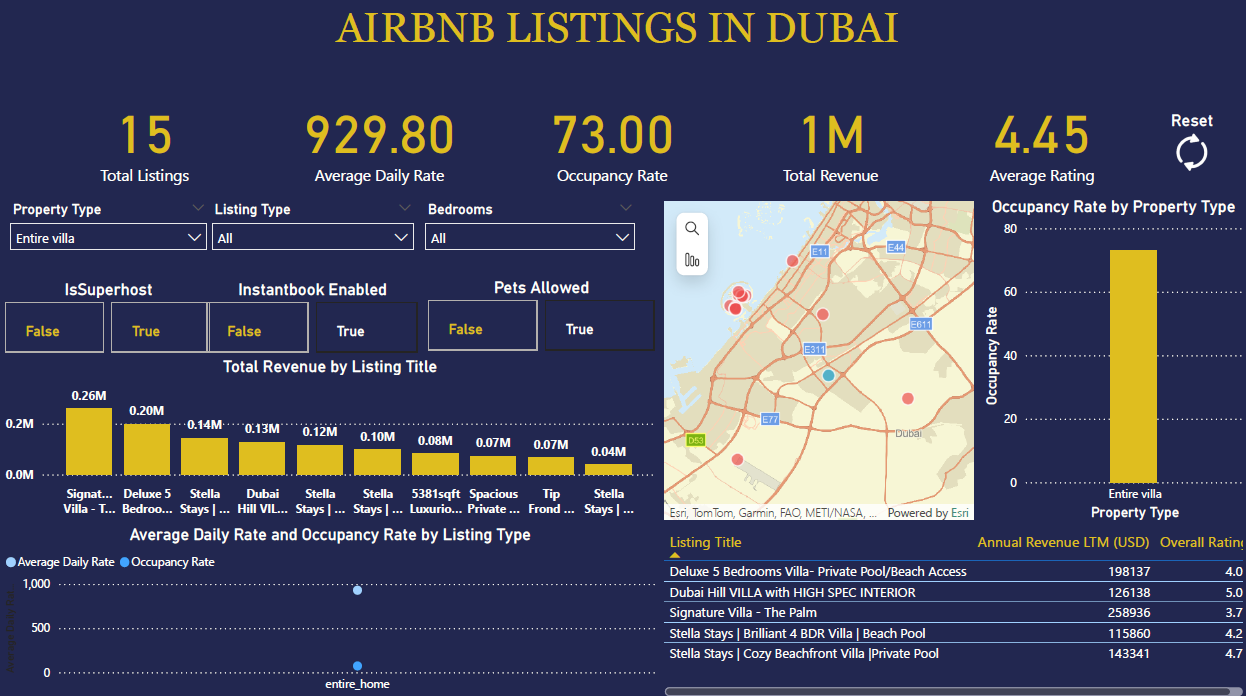 AIRBNB LISTINGS IN DUBAI
15
Total Listings
929.80
Average Daily Rate
73.00
Occupancy Rate
1M
Total Revenue
4.45
Average Rating
Reset
Property Type
Entire villa
Listing Type
All
Bedrooms
All
IsSuperhost
False
True
Instantbook Enabled
False
True
Pets Allowed
False
True
Total Revenue by Listing Title
0.2M
0.0M
0.26M
0.20M
0.14M
0.13M
0.12M
0.10M
0.08M
0.07M
0.07M
0.04M
Signat...
Villa - T...
Deluxe 5
Bedroo...
Stella
Stays | ...
Dubai
Hill VIL...
Stella
Stays | ...
Stella
Stays | ...
5381sqft
Luxurio...
Spacious
Private ...
Tip
Frond ...
Stella
Stays | ...
Average Daily Rate and Occupancy Rate by Listing Type
Average Daily Rate
Occupancy Rate
1,000
500
0
entire_home
E11
E44
E611
E311
E77
D53
Dubai
Esri, TomTom, Garmin, FAO, METI/NASA, ...
Powered by Esri
Occupancy Rate by Property Type
Occupancy Rate
80
60
40
20
0
Entire villa
Property Type
Listing Title Annual Revenue LTM (USD) Overall Rating
Deluxe 5 Bedrooms Villa- Private Pool/Beach Access 198137 4.0
Dubai Hill VILLA with HIGH SPEC INTERIOR 126138 5.0
Signature Villa - The Palm 258936 3.7
Stella Stays | Brilliant 4 BDR Villa | Beach Pool 115860 4.2
Stella Stays | Cozy Beachfront Villa |Private Pool 143341 4.7